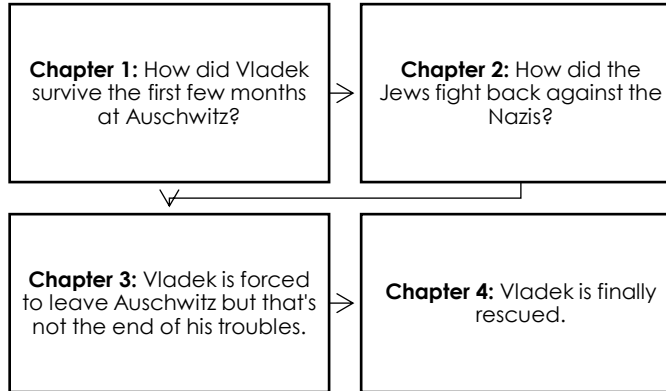 Chapter 1: How did Vladek
survive the first few months
at Auschwitz?
Chapter 2: How did the
Jews fight back against the
Nazis?
Chapter 3: Vladek is forced
to leave Auschwitz but that's
not the end of his troubles.
Chapter 4: Vladek is finally
rescued.